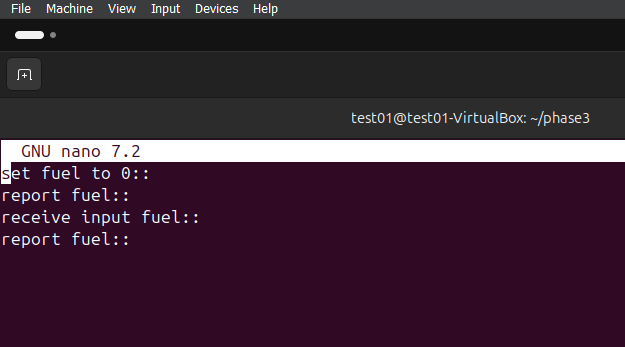 File Machine View Input Devices Help
test01@test01-VirtualBox: ~/phase3
GNU nano 7.2
set fuel to 0::
report fuel::
receive input fuel::
report fuel::